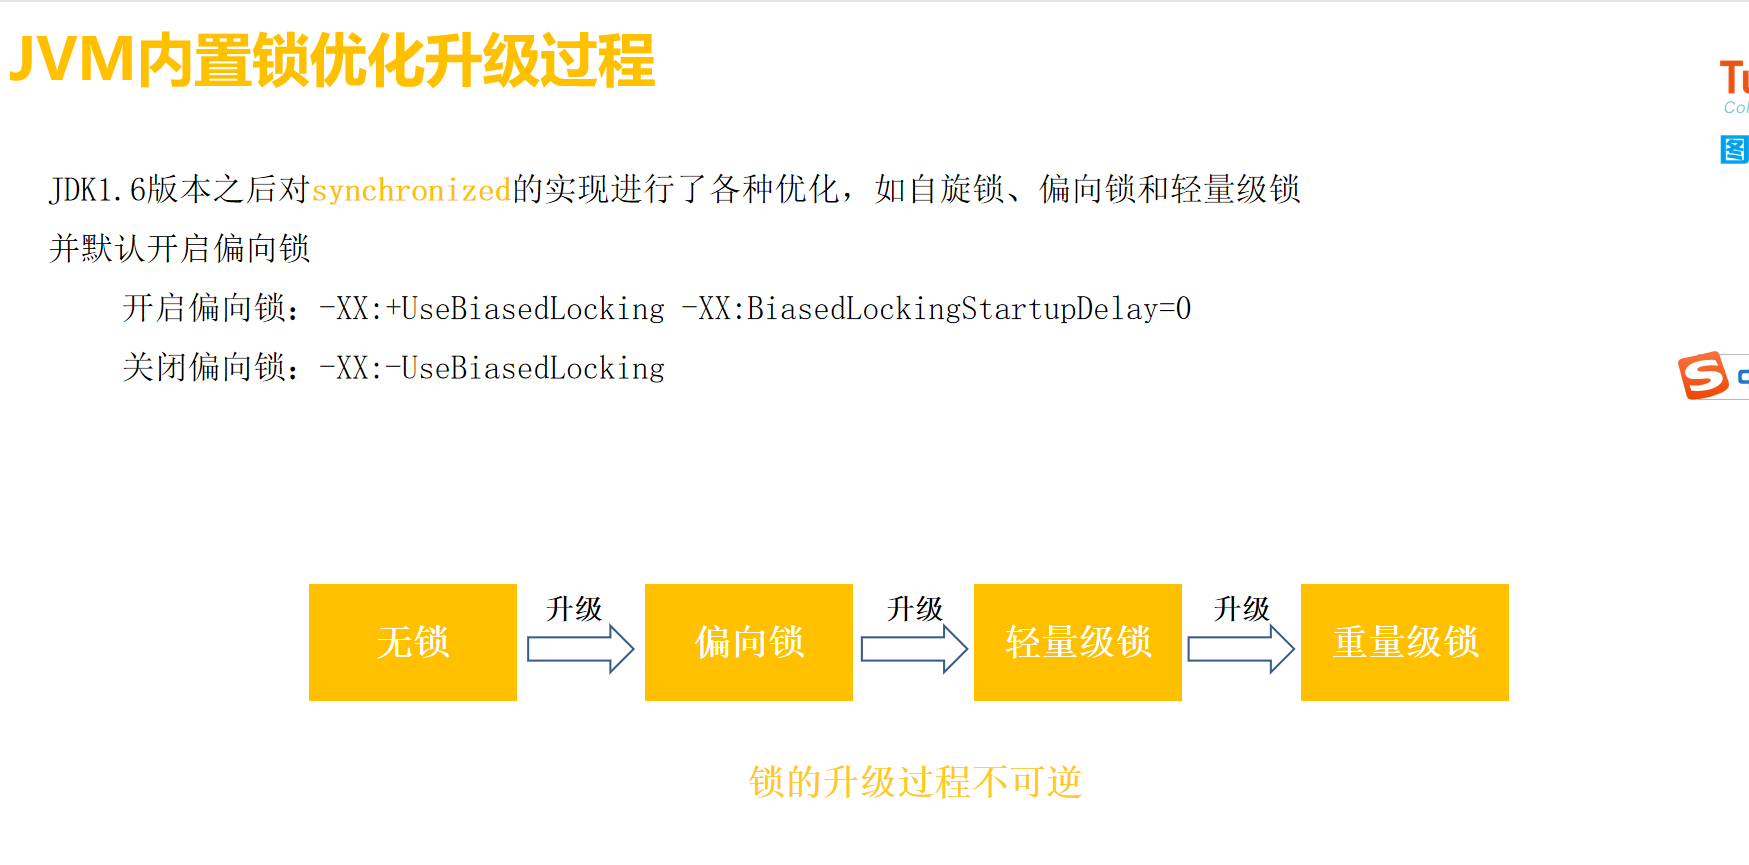 JVM内置锁优化升级过程
JDK1.6版本之后对synchronized的实现进行了各种优化，如自旋锁、偏向锁和轻量级锁
并默认开启偏向锁
开启偏向锁：-XX:+UseBiasedLocking -XX:BiasedLockingStartupDelay=0
关闭偏向锁：-XX:-UseBiasedLocking
无锁
升级
偏向锁
升级
轻量级锁
升级
重量级锁
锁的升级过程不可逆
图